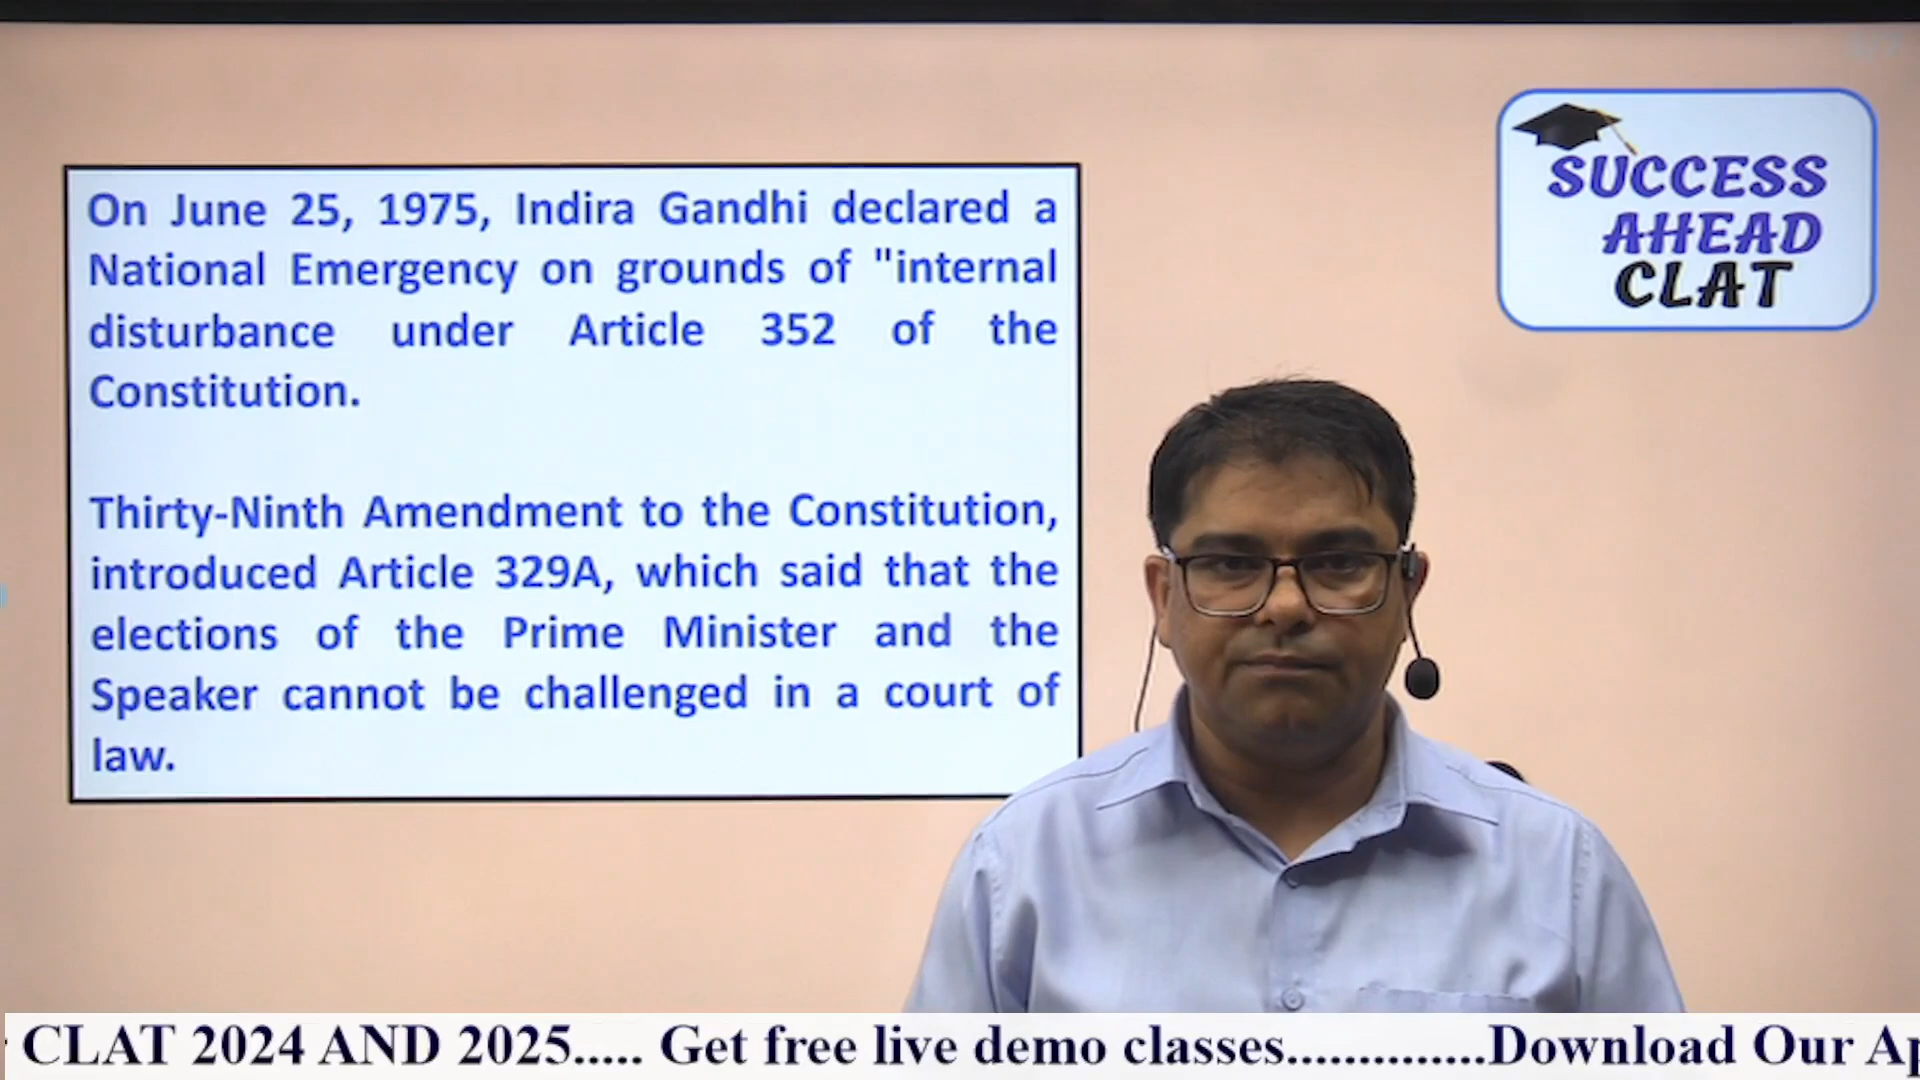 On June 25, 1975, Indira Gandhi declared a
National Emergency on grounds of "internal
disturbance under Article 352 of the
Constitution.
Thirty-Ninth Amendment to the Constitution,
introduced Article 329A, which said that the
elections of the Prime Minister and the
Speaker cannot be challenged in a court of
law.
SUCCESS
AHEAD
CLAT
CLAT 2024 AND 2025..... Get free live demo classes..............Download Our Ap